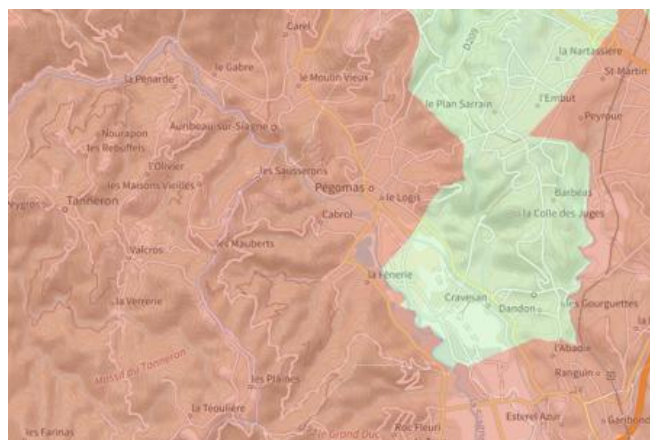 Carel
D209
la Nartassière
le Gabre
la Penarde
le Moulin Vieux
St-Martin
le Plan Sarrain
l'Embut
Peyroue
Nourapon
Auribeau-sur-Siagne
les Rebuffels
l'Olivier
les Sausserons
les Maisons Vieilles
Pégomas
le Logis
Barbéas
Tanneron
Cabrol
la Colle des Juges
les Mauberts
Valcros
la Fènerie
la Verrerie
Cravesan
Dandon
les Gourguettes
l'Abadie
Massif du Tanneron
Ranguin
les Plaines
la Téoulière
Esterel Azur
les Farinas
le Grand Duc
Roc Fleuri